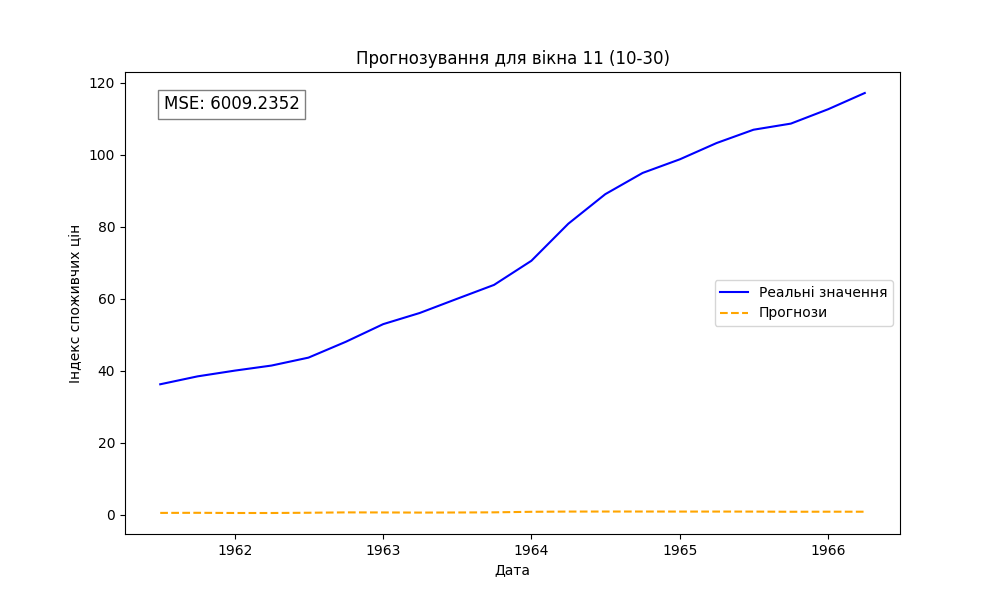 Прогнозування для вікна 11 (10-30)
MSE: 6009.2352
120
100
80
60
40
20
0
Індекс споживчих цін
Реальні значення
Прогнози
1962
1963
1964
1965
1966
Дата